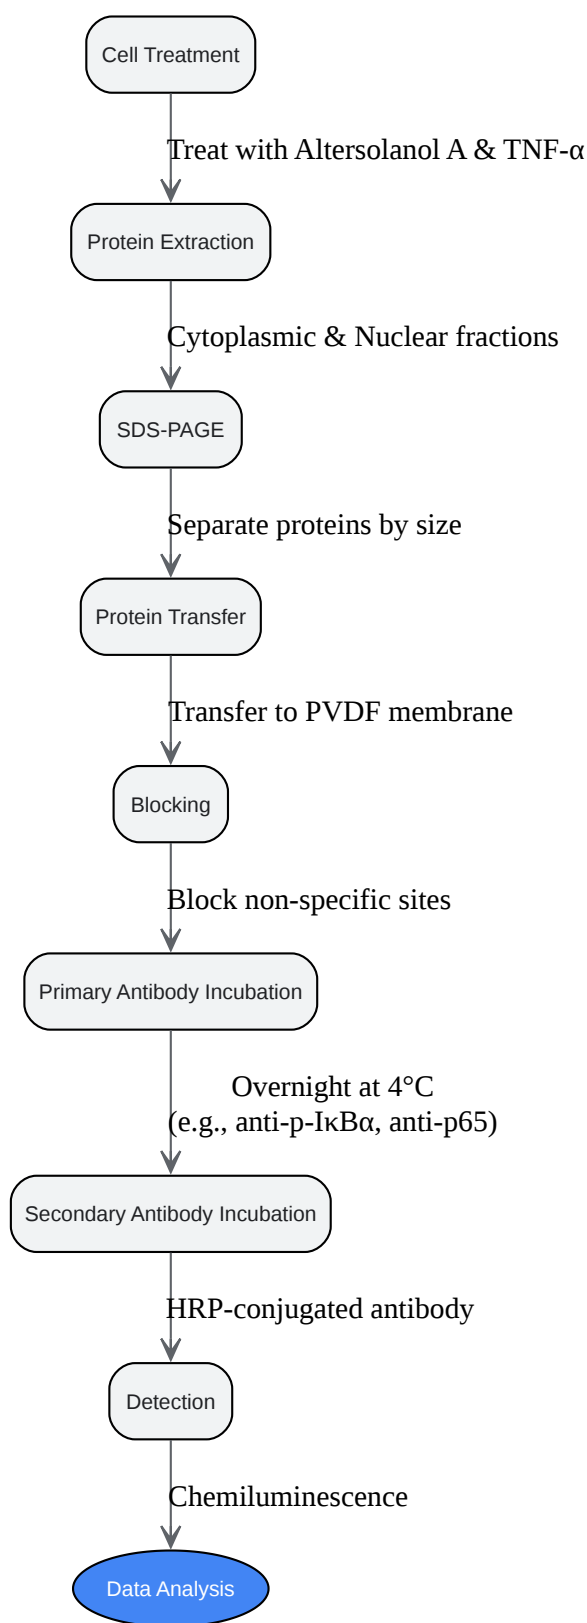 Cell Treatment
Treat with Altersolanol A & TNF-α
Protein Extraction
Cytoplasmic & Nuclear fractions
SDS-PAGE
Separate proteins by size
Protein Transfer
Transfer to PVDF membrane
Blocking
Block non-specific sites
Primary Antibody Incubation
Overnight at 4°C
(e.g., anti-p-IκBα, anti-p65)
Secondary Antibody Incubation
HRP-conjugated antibody
Detection
Chemiluminescence
Data Analysis